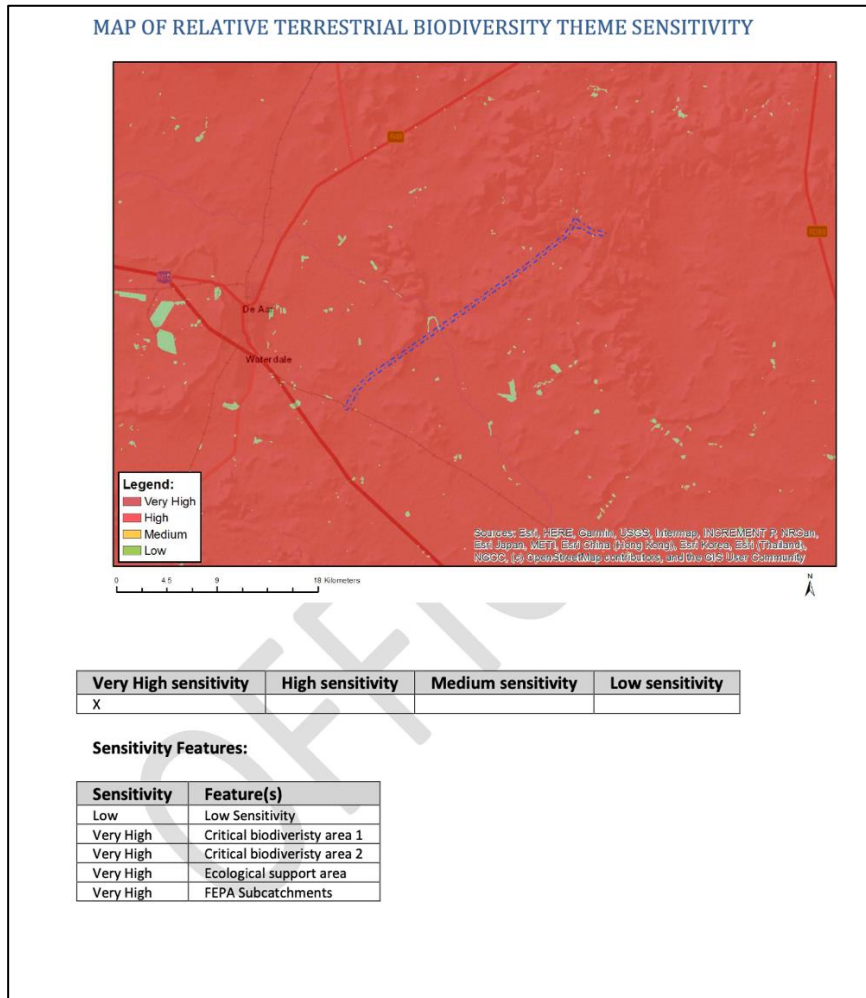 MAP OF RELATIVE TERRESTRIAL BIODIVERSITY THEME SENSITIVITY
De Aar
Waterdale
Legend:
Very High
High
Medium
Low
Sources: Esri, HERE, Garmin, USGS, Intermap, INCREMENT P, NRCan,
Esri Japan, METI, Esri China (Hong Kong), Esri Korea, Esri (Thailand),
NGCC, (c) OpenStreetMap contributors, and the GIS User Community
0 4.5 9 18 Kilometers
N
Very High sensitivity High sensitivity Medium sensitivity Low sensitivity
X
Sensitivity Features:
Sensitivity Feature(s)
Low Low Sensitivity
Very High Critical biodiveristy area 1
Very High Critical biodiveristy area 2
Very High Ecological support area
Very High FEPA Subcatchments